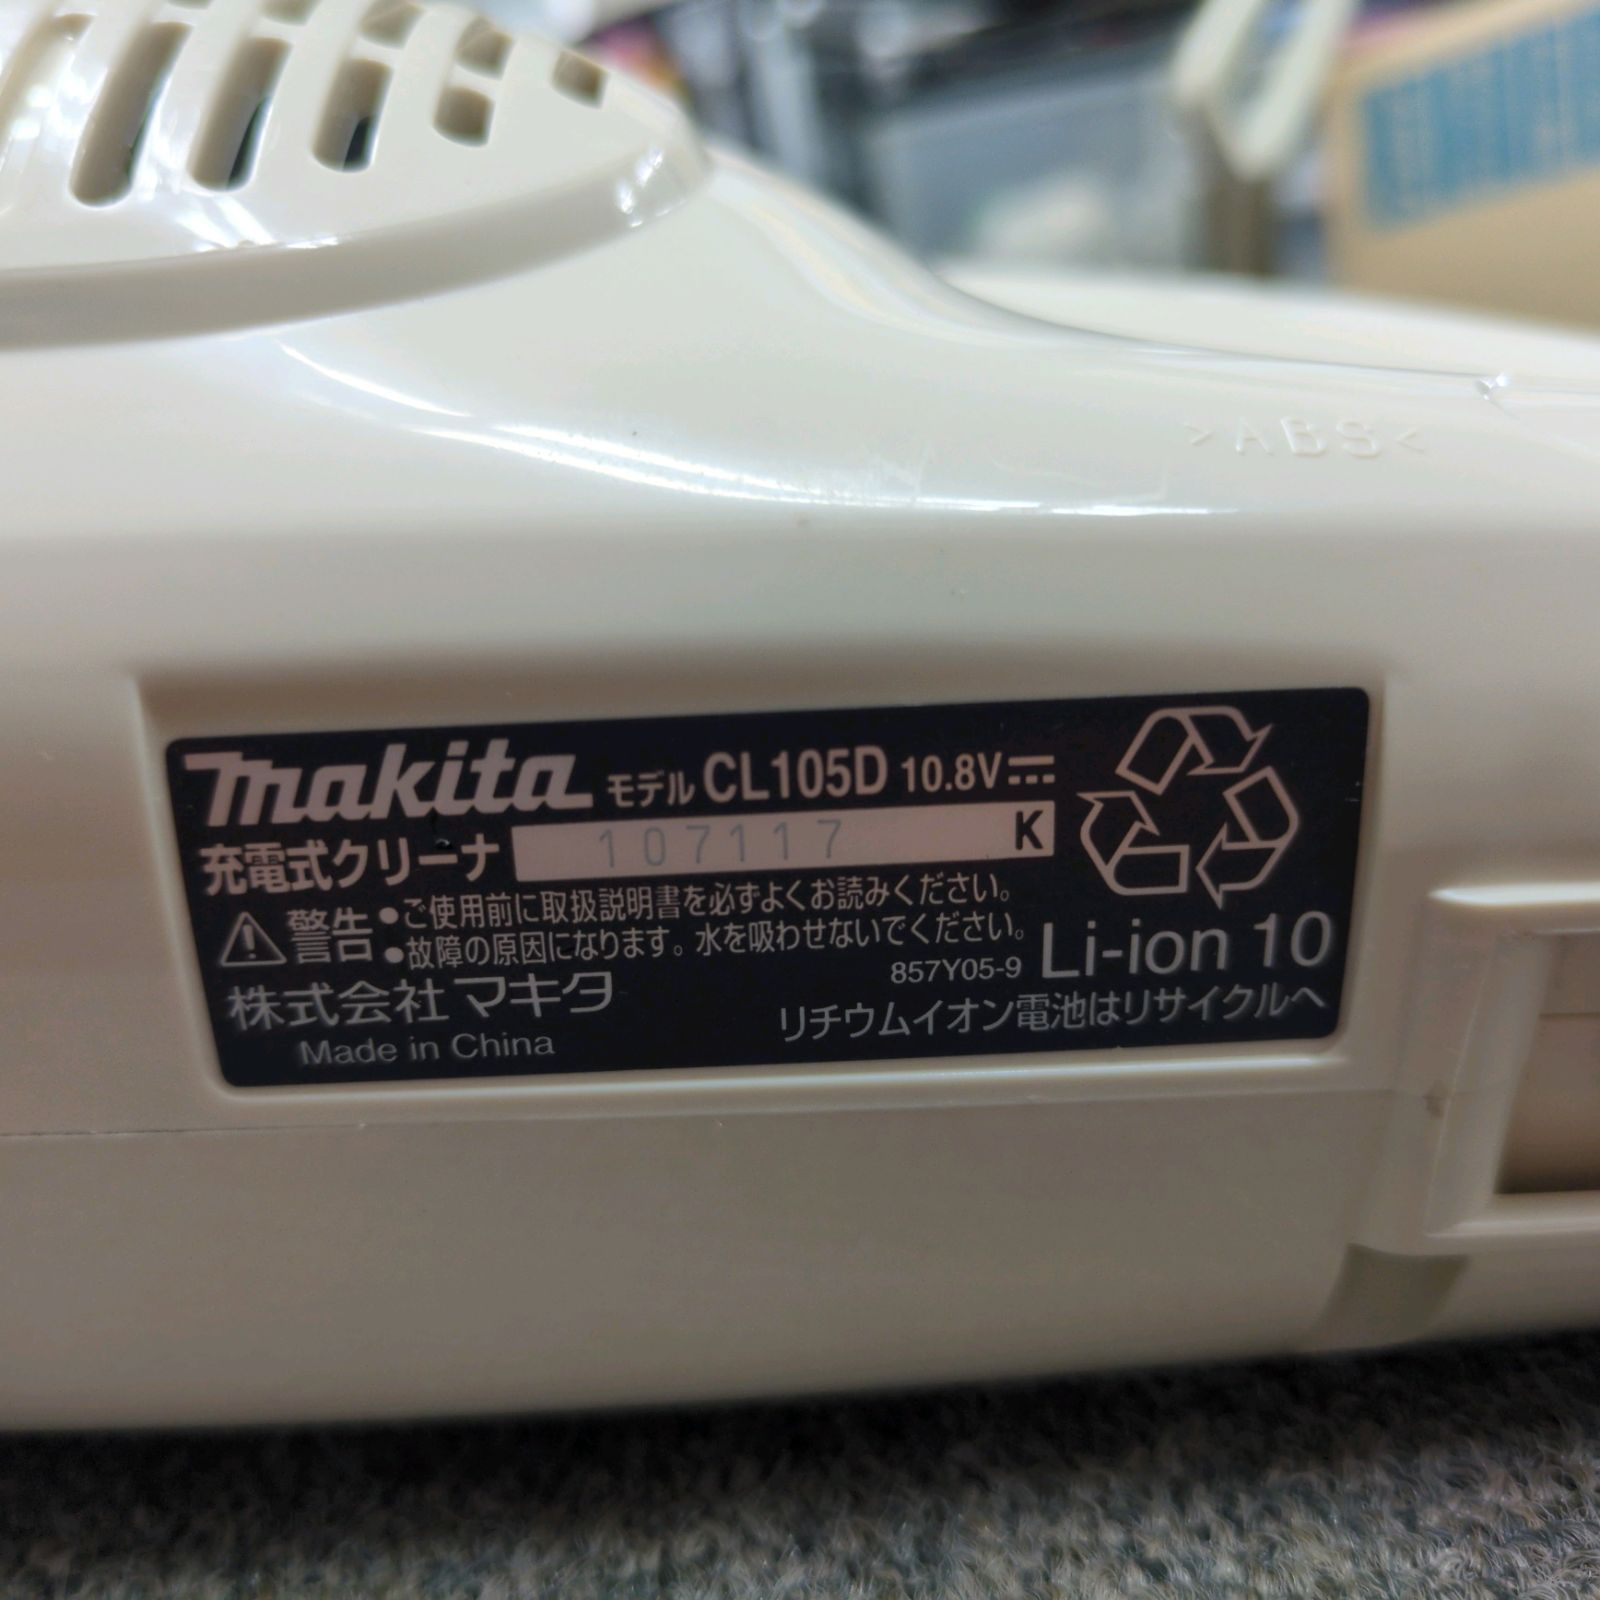 >ABS<
makita モデル CL105D 10.8V
充電式クリーナ 107117 K
警告 ●ご使用前に取扱説明書を必ずよくお読みください。
●故障の原因になります。水を吸わせないでください。
857Y05-9 Li-ion 10
株式会社マキタ
リチウムイオン電池はリサイクルへ
Made in China